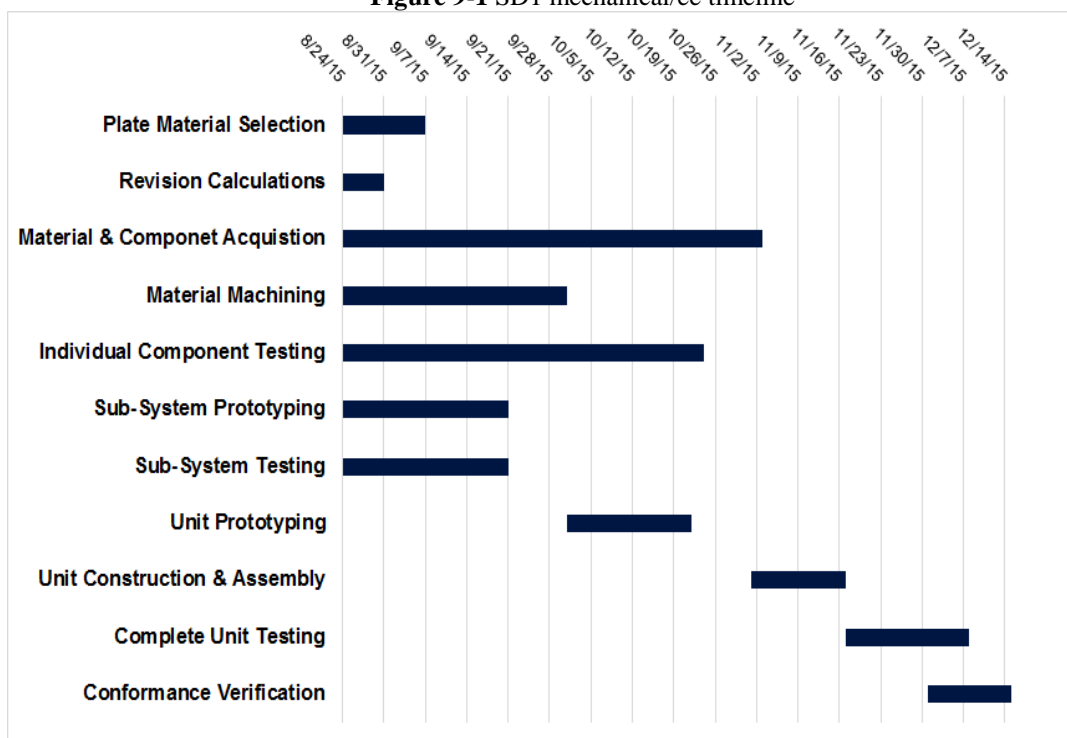 Figure 9-1 SD1 mechanical/ee timeline
8/24/15 8/31/15 9/7/15 9/14/15 9/21/15 9/28/15 10/5/15 10/12/15 10/19/15 10/26/15 11/2/15 11/9/15 11/16/15 11/23/15 11/30/15 12/7/15 12/14/15
Plate Material Selection
Revision Calculations
Material & Componet Acquistion
Material Machining
Individual Component Testing
Sub-System Prototyping
Sub-System Testing
Unit Prototyping
Unit Construction & Assembly
Complete Unit Testing
Conformance Verification